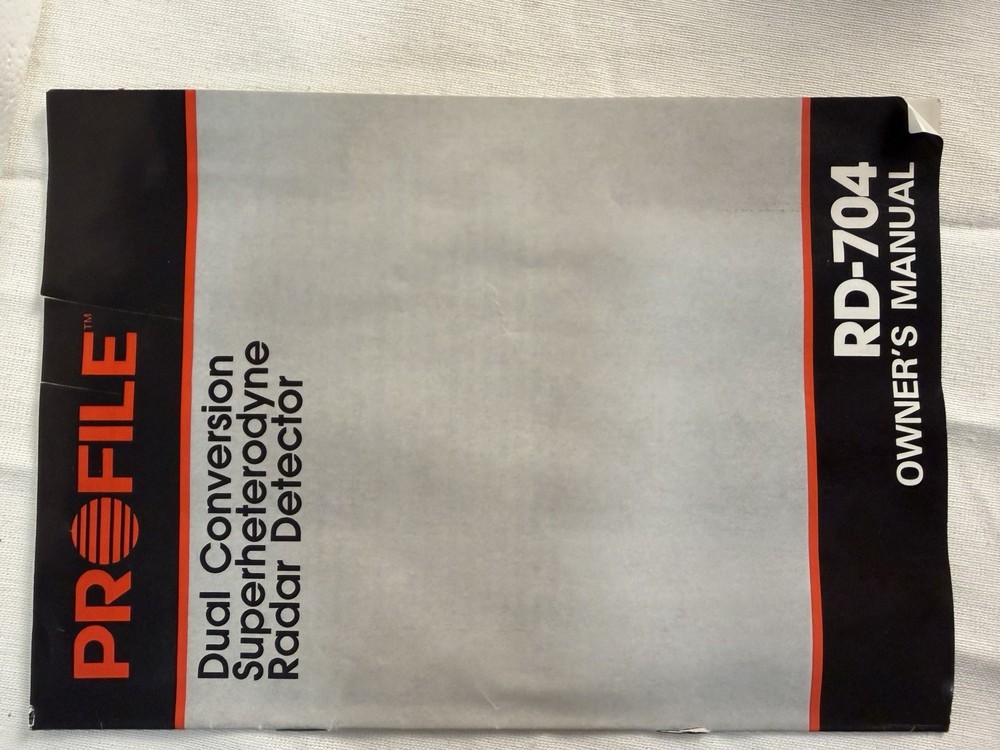 PROFILE™
Dual Conversion
Superheterodyne
Radar Detector
RD-704
OWNER'S MANUAL